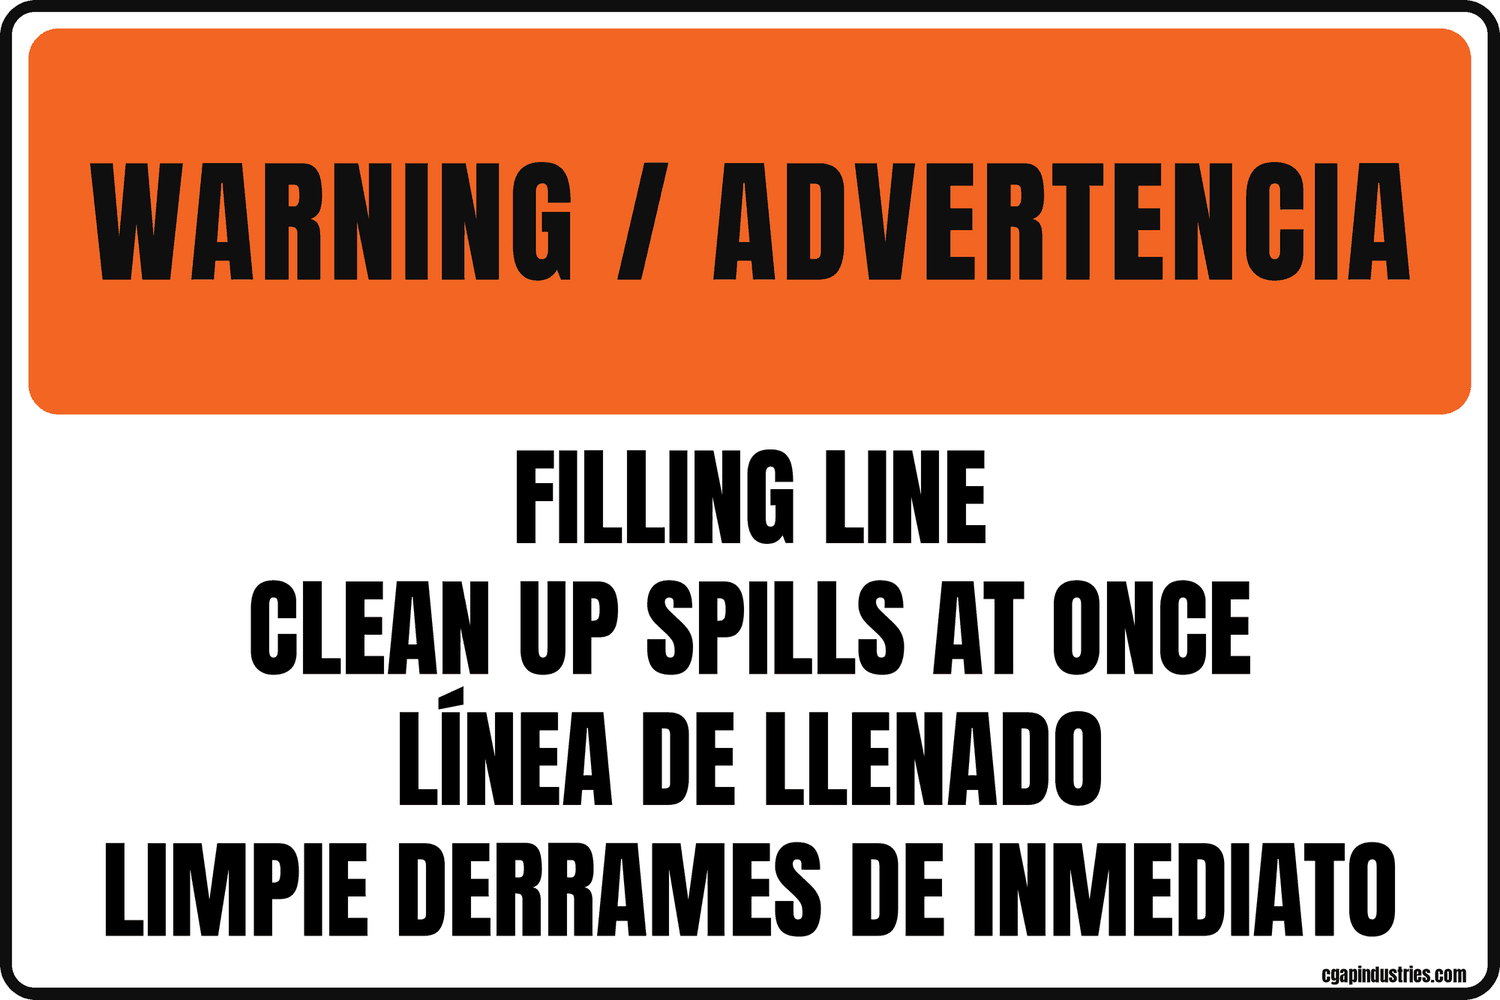 WARNING / ADVERTENCIA
FILLING LINE
CLEAN UP SPILLS AT ONCE
LÍNEA DE LLENADO
LIMPIE DERRAMES DE INMEDIATO
cgapindustries.com